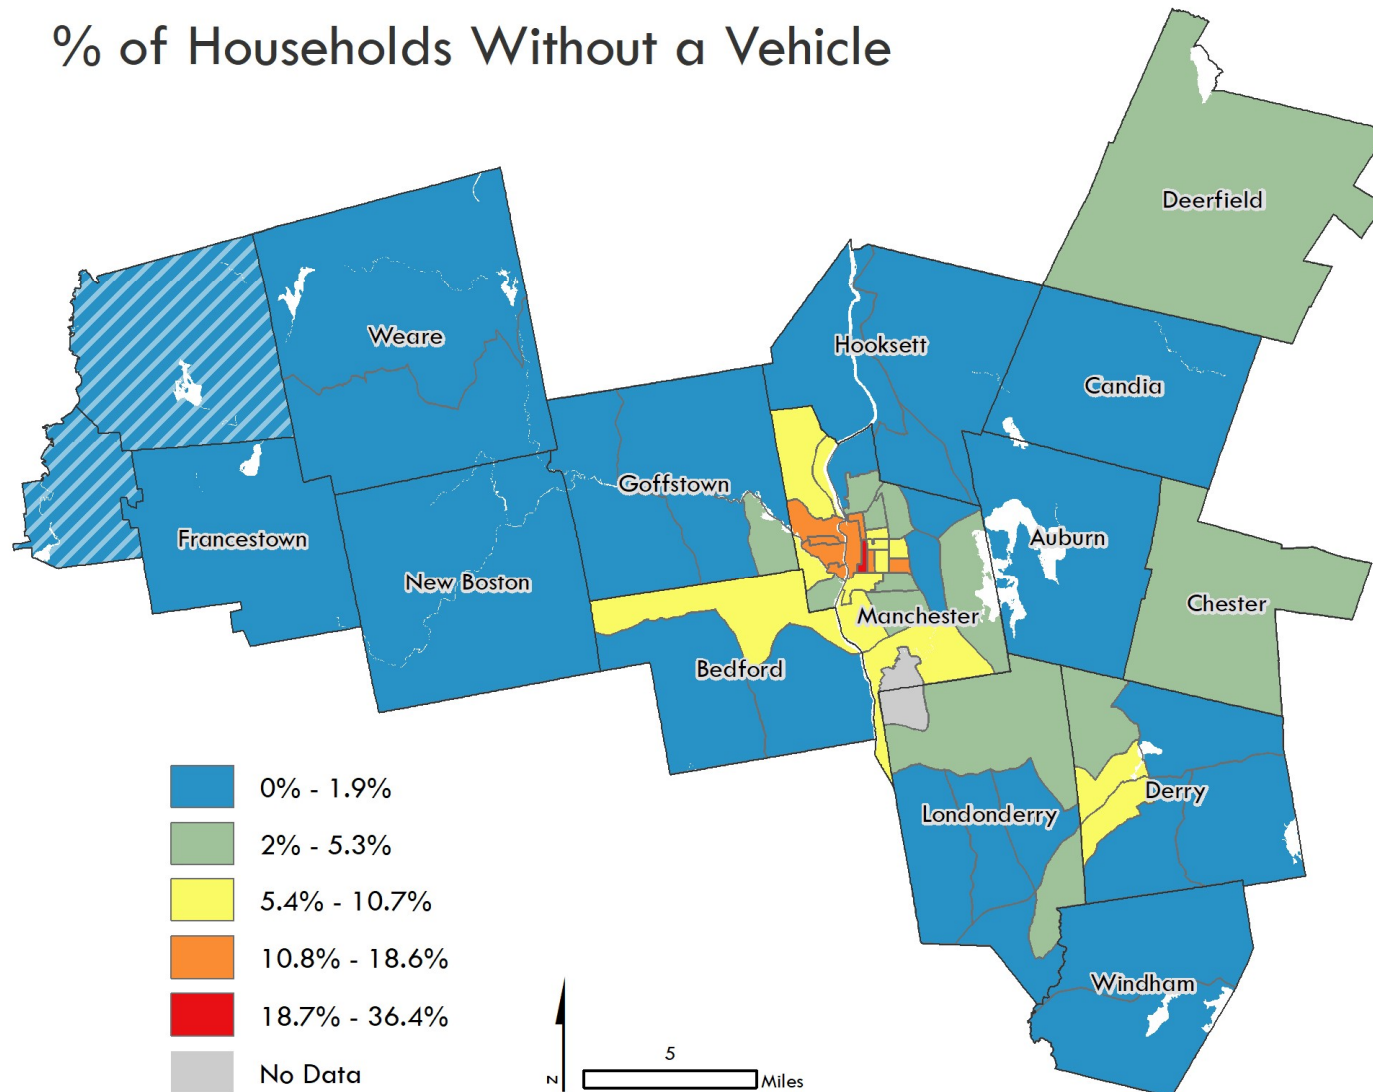 % of Households Without a Vehicle
Deerfield
Weare
Hooksett
Candia
Goffstown
Francestown
Auburn
New Boston
Chester
Manchester
Bedford
Derry
Londonderry
Windham
0% - 1.9%
2% - 5.3%
5.4% - 10.7%
10.8% - 18.6%
18.7% - 36.4%
No Data
N
5
Miles